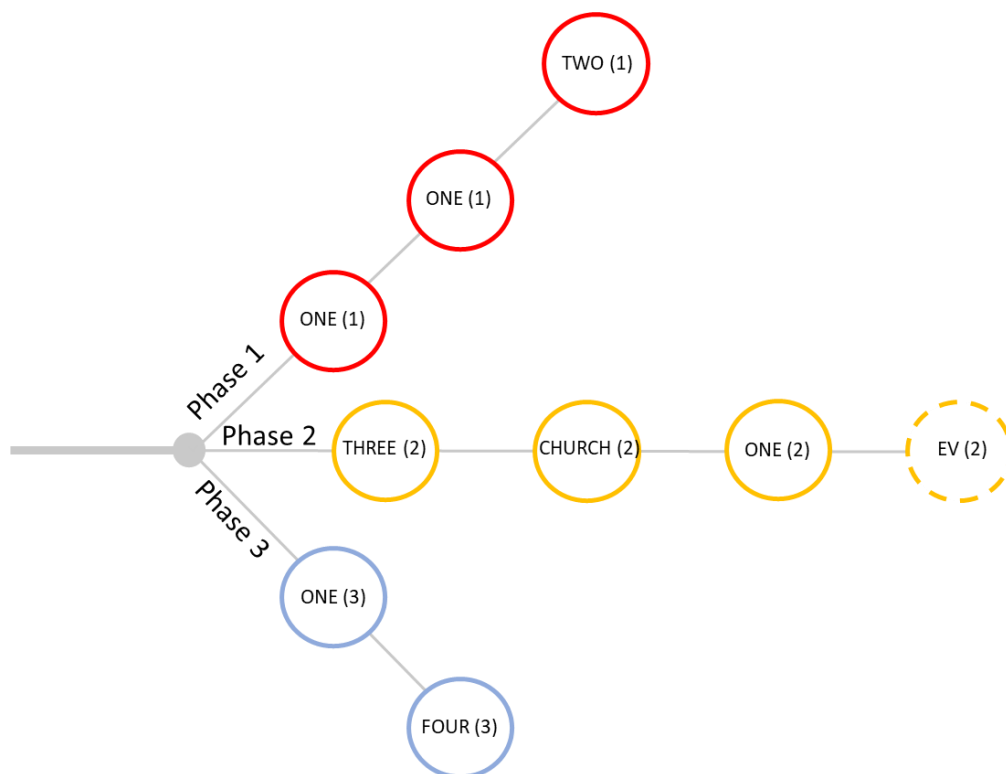 TWO (1)
ONE (1)
ONE (1)
Phase 1
Phase 2
THREE (2)
CHURCH (2)
ONE (2)
EV (2)
Phase 3
ONE (3)
FOUR (3)